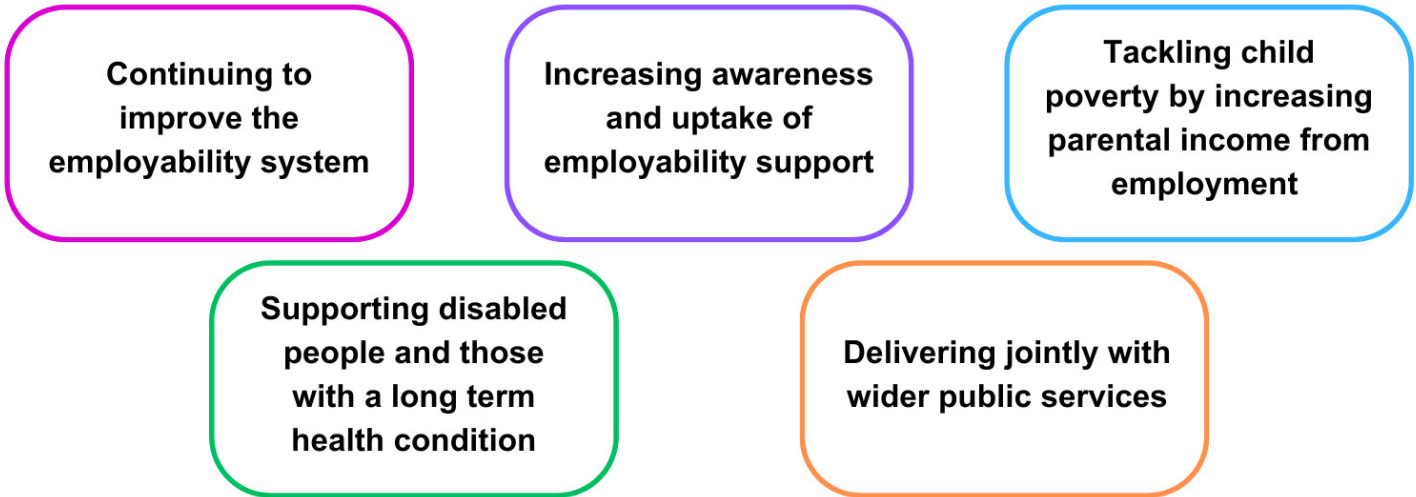 Continuing to
improve the
employability system
Increasing awareness
and uptake of
employability support
Tackling child
poverty by increasing
parental income from
employment
Supporting disabled
people and those
with a long term
health condition
Delivering jointly with
wider public services